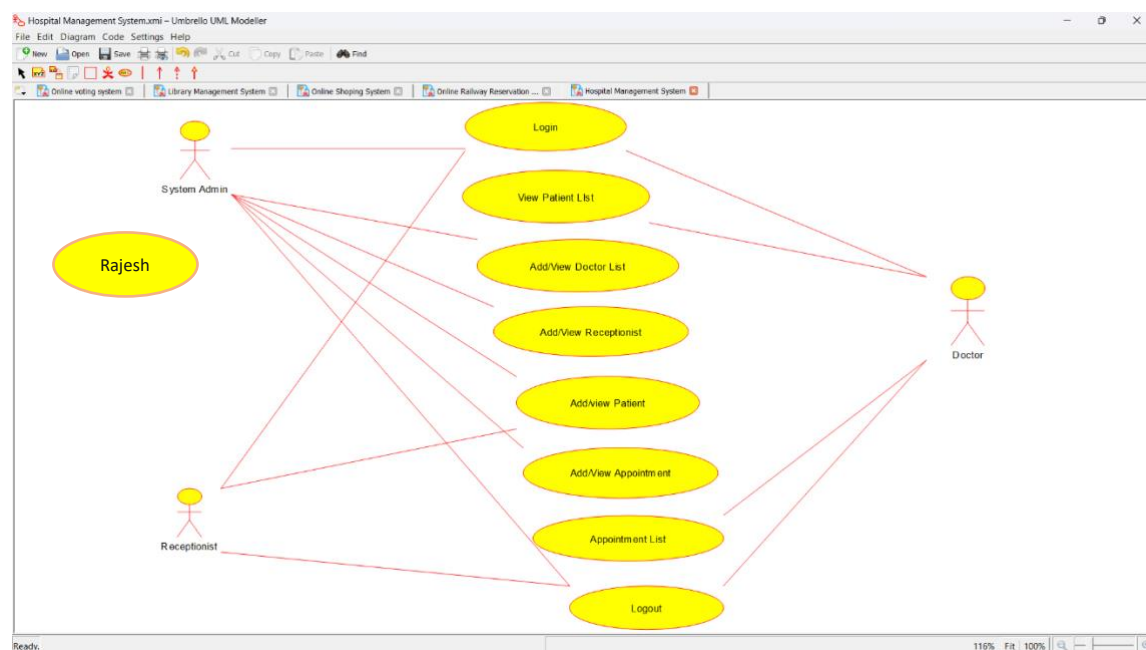 Hospital Management System.xmi – Umbrello UML Modeller
File Edit Diagram Code Settings Help
New Open Save Cut Copy Paste Find
Online voting system Library Management System Online Shoping System Online Railway Reservation ... Hospital Management System
Login
System Admin
View Patient LIst
Rajesh
Add/View Doctor List
Add/View Receptionist
Doctor
Add/view Patient
Add/View Appointment
Appointment List
Receptionist
Logout
Ready.
116% Fit 100%